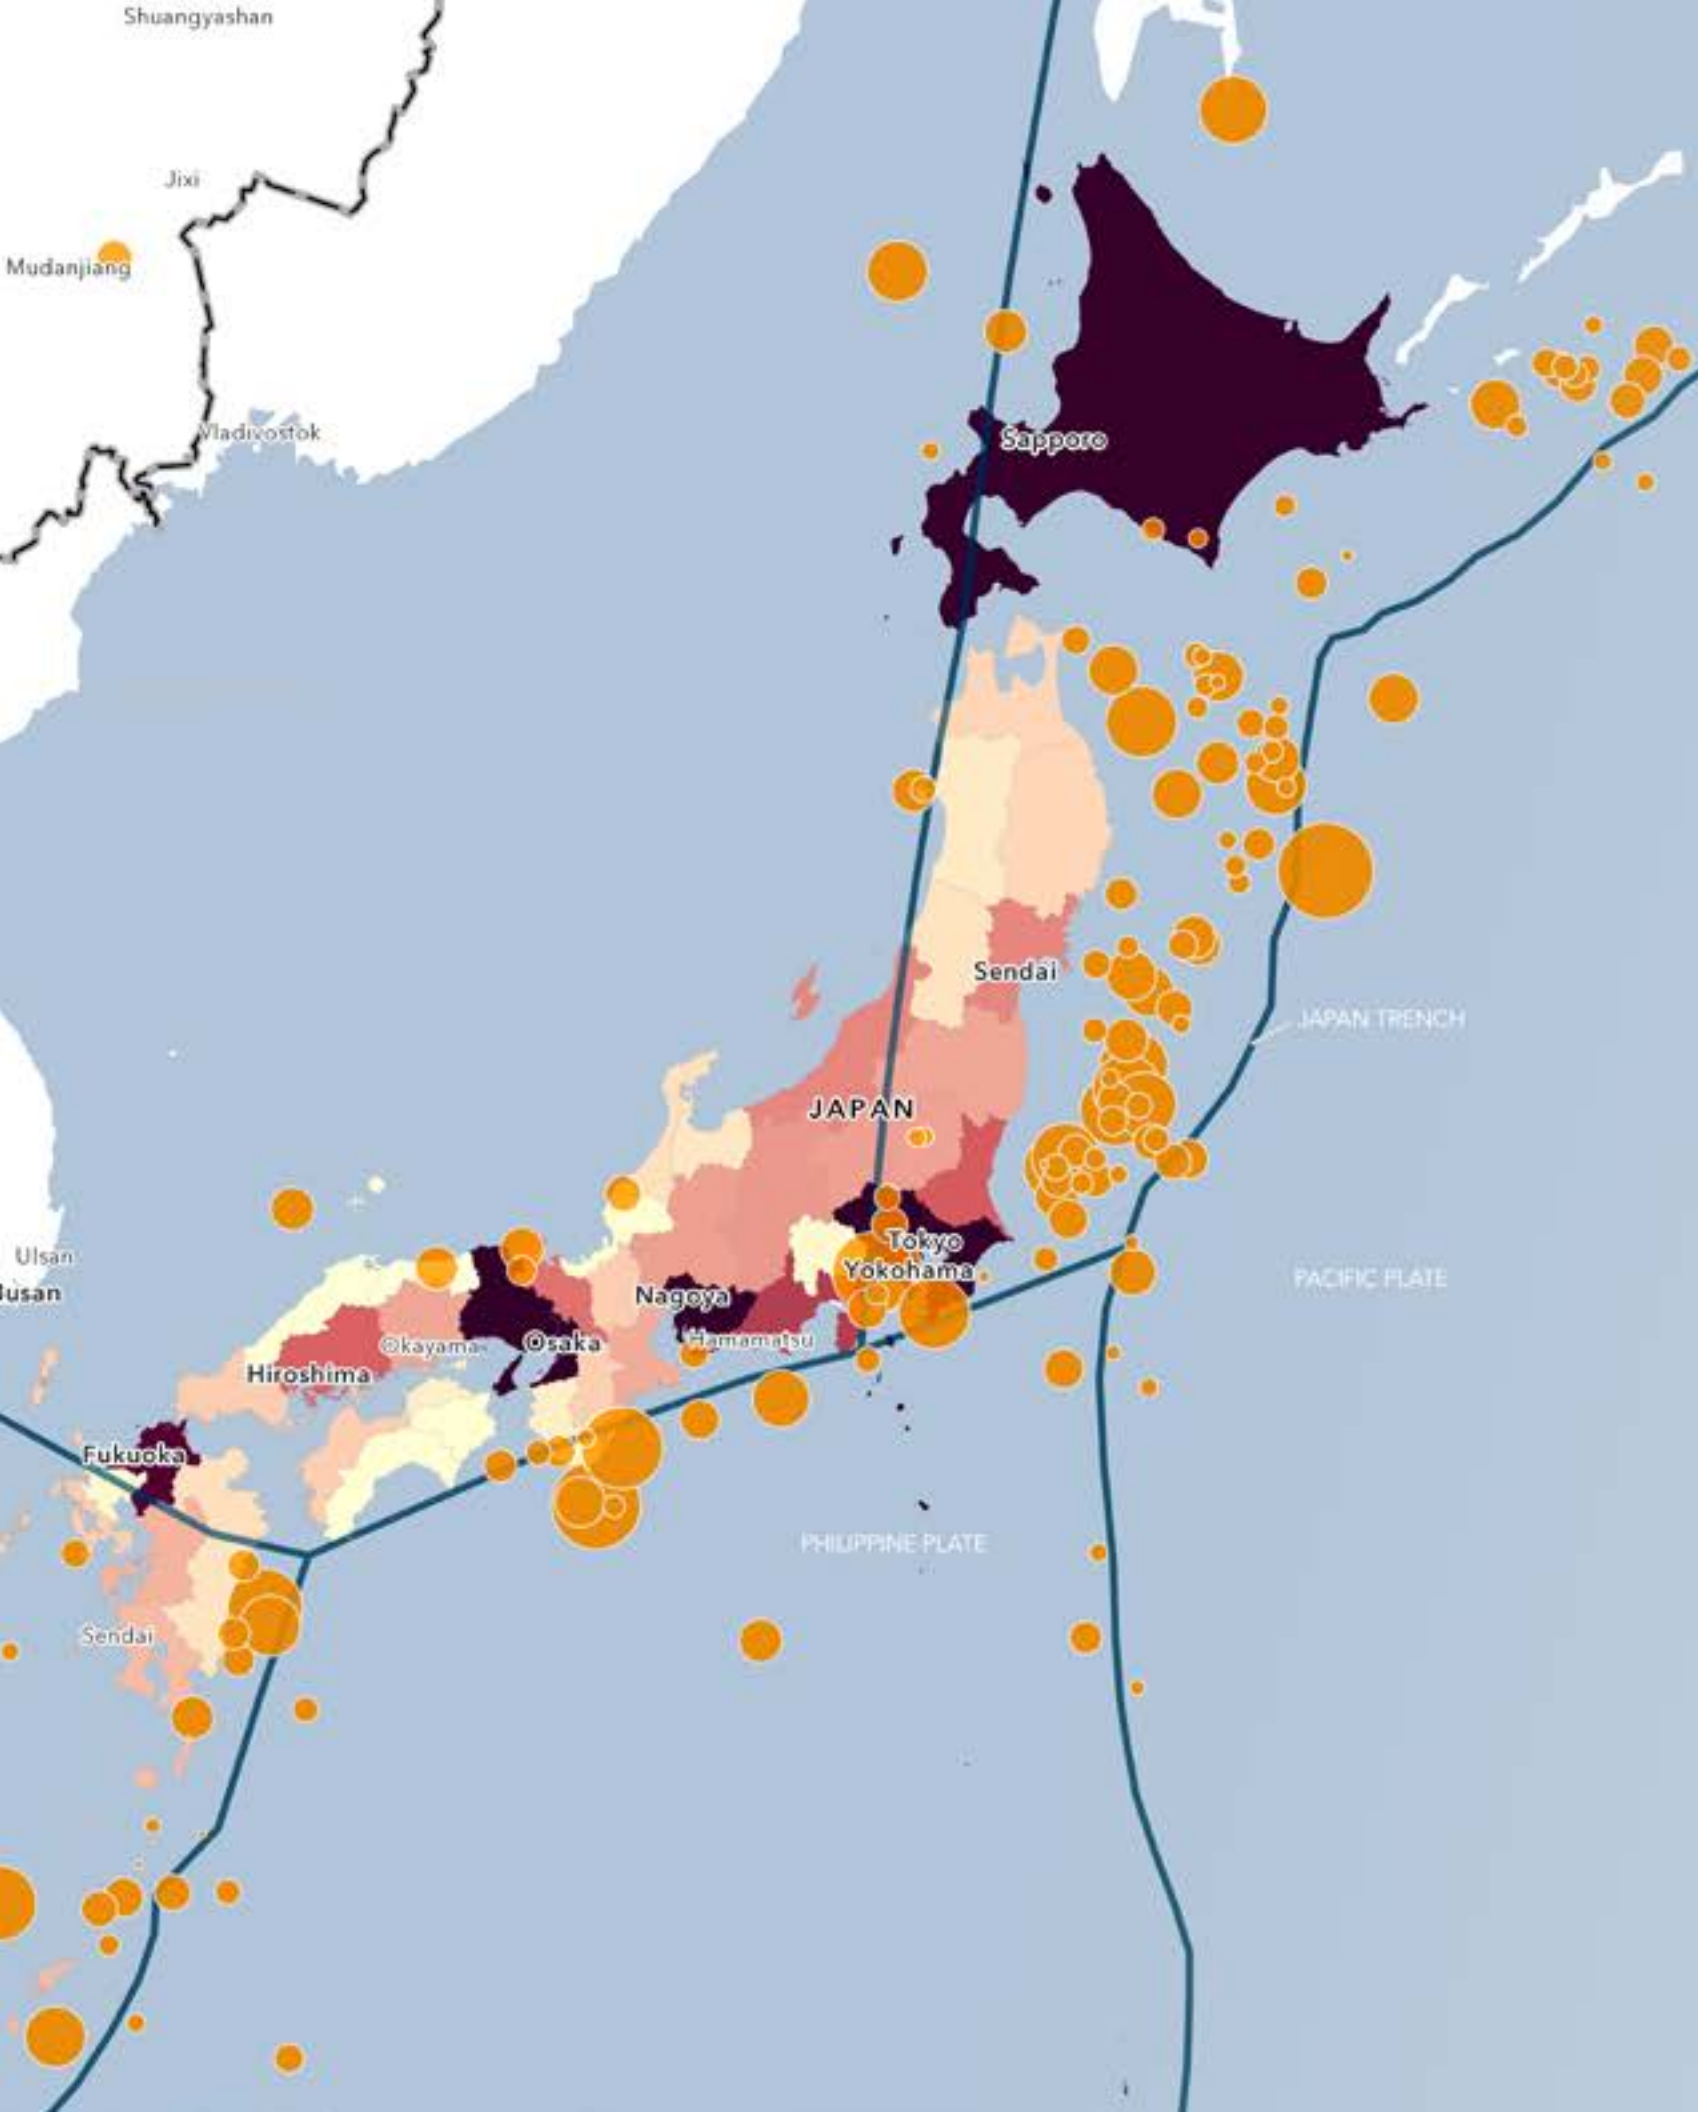 Shuangyashan
Jixi
Mudanjiang
Vladivostok
Sapporo
Sendai
JAPAN TRENCH
JAPAN
Tokyo
Ulsan
Yokohama
PACIFIC PLATE
Busan
Nagoya
Hamamatsu
Okayama
Osaka
Hiroshima
Fukuoka
PHILIPPINE PLATE
Sendai